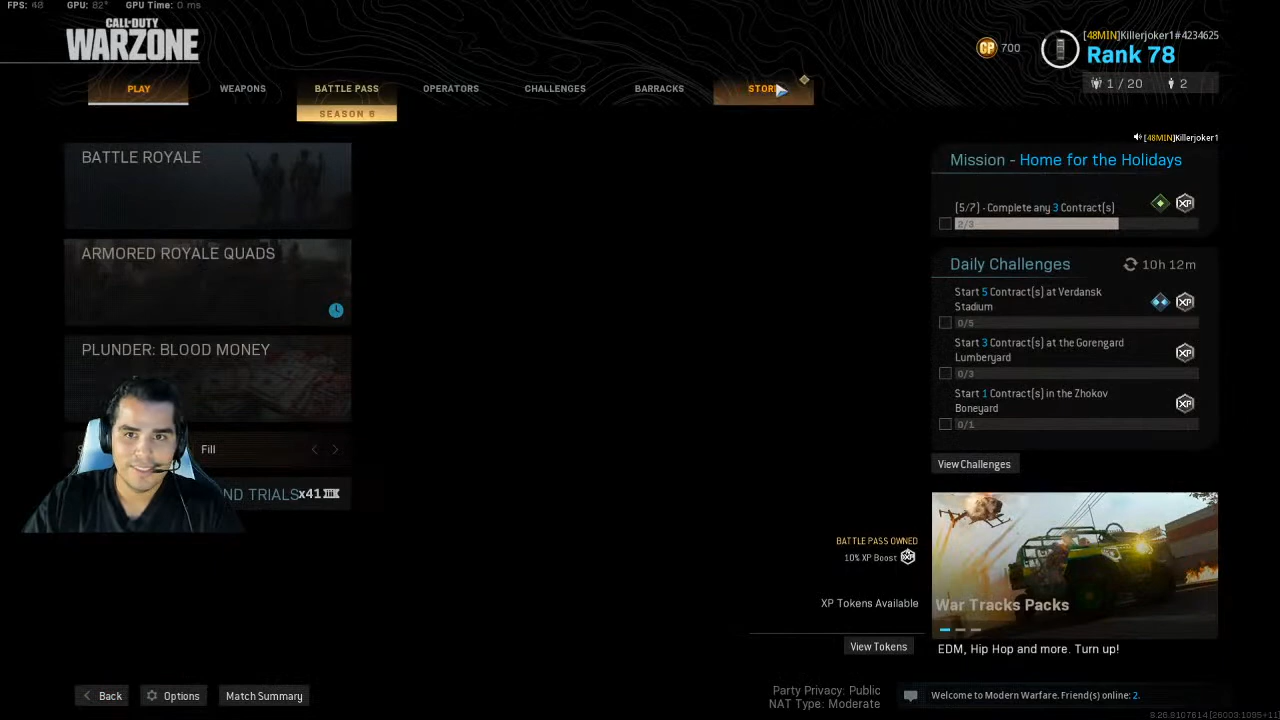 FPS: 48 GPU: 82° GPU Time: 0 ms
CALL·DUTY
WARZONE
CP 700
[48MIN]Killerjoker1#4234625
Rank 78
1 / 20 2
PLAY
WEAPONS
BATTLE PASS
SEASON 6
OPERATORS
CHALLENGES
BARRACKS
STORE
[48MIN]Killerjoker1
BATTLE ROYALE
ARMORED ROYALE QUADS
PLUNDER: BLOOD MONEY
Fill
ND TRIALS x41
Mission - Home for the Holidays
(5/7) - Complete any 3 Contract(s)
XP
2/3
Daily Challenges 10h 12m
Start 5 Contract(s) at Verdansk
Stadium
XP
0/5
Start 3 Contract(s) at the Gorengard
Lumberyard
XP
0/3
Start 1 Contract(s) in the Zhokov
Boneyard
XP
0/1
View Challenges
BATTLE PASS OWNED
10% XP Boost
XP Tokens Available
View Tokens
War Tracks Packs
EDM, Hip Hop and more. Turn up!
Back
Options
Match Summary
Party Privacy: Public
NAT Type: Moderate
Welcome to Modern Warfare. Friend(s) online: 2.